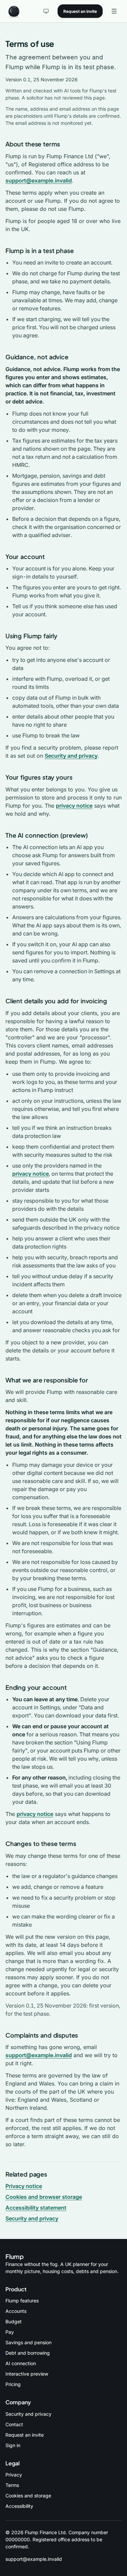 Request an invite
Terms of use
The agreement between you and
Flump while Flump is in its test phase.
Version 0.1, 25 November 2026
Written and checked with AI tools for Flump's test
phase. A solicitor has not reviewed this page.
The name, address and email address on this page
are placeholders until Flump's details are confirmed.
The email address is not monitored yet.
About these terms
Flump is run by Flump Finance Ltd ("we",
"us"), of Registered office address to be
confirmed. You can reach us at
support@example.invalid.
These terms apply when you create an
account or use Flump. If you do not agree to
them, please do not use Flump.
Flump is for people aged 18 or over who live
in the UK.
Flump is in a test phase
You need an invite to create an account.
We do not charge for Flump during the test
phase, and we take no payment details.
Flump may change, have faults or be
unavailable at times. We may add, change
or remove features.
If we start charging, we will tell you the
price first. You will not be charged unless
you agree.
Guidance, not advice
Guidance, not advice. Flump works from the
figures you enter and shows estimates,
which can differ from what happens in
practice. It is not financial, tax, investment
or debt advice.
Flump does not know your full
circumstances and does not tell you what
to do with your money.
Tax figures are estimates for the tax years
and nations shown on the page. They are
not a tax return and not a calculation from
HMRC.
Mortgage, pension, savings and debt
figures are estimates from your figures and
the assumptions shown. They are not an
offer or a decision from a lender or
provider.
Before a decision that depends on a figure,
check it with the organisation concerned or
with a qualified adviser.
Your account
Your account is for you alone. Keep your
sign-in details to yourself.
The figures you enter are yours to get right.
Flump works from what you give it.
Tell us if you think someone else has used
your account.
Using Flump fairly
You agree not to:
try to get into anyone else's account or
data
interfere with Flump, overload it, or get
round its limits
copy data out of Flump in bulk with
automated tools, other than your own data
enter details about other people that you
have no right to share
use Flump to break the law
If you find a security problem, please report
it as set out on Security and privacy.
Your figures stay yours
What you enter belongs to you. You give us
permission to store and process it only to run
Flump for you. The privacy notice says what
we hold and why.
The AI connection (preview)
The AI connection lets an AI app you
choose ask Flump for answers built from
your saved figures.
You decide which AI app to connect and
what it can read. That app is run by another
company under its own terms, and we are
not responsible for what it does with the
answers.
Answers are calculations from your figures.
What the AI app says about them is its own,
and can be wrong.
If you switch it on, your AI app can also
send figures for you to import. Nothing is
saved until you confirm it in Flump.
You can remove a connection in Settings at
any time.
Client details you add for invoicing
If you add details about your clients, you are
responsible for having a lawful reason to
store them. For those details you are the
"controller" and we are your "processor".
This covers client names, email addresses
and postal addresses, for as long as you
keep them in Flump. We agree to:
use them only to provide invoicing and
work logs to you, as these terms and your
actions in Flump instruct
act only on your instructions, unless the law
requires otherwise, and tell you first where
the law allows
tell you if we think an instruction breaks
data protection law
keep them confidential and protect them
with security measures suited to the risk
use only the providers named in the
privacy notice, on terms that protect the
details, and update that list before a new
provider starts
stay responsible to you for what those
providers do with the details
send them outside the UK only with the
safeguards described in the privacy notice
help you answer a client who uses their
data protection rights
help you with security, breach reports and
risk assessments that the law asks of you
tell you without undue delay if a security
incident affects them
delete them when you delete a draft invoice
or an entry, your financial data or your
account
let you download the details at any time,
and answer reasonable checks you ask for
If you object to a new provider, you can
delete the details or your account before it
starts.
What we are responsible for
We will provide Flump with reasonable care
and skill.
Nothing in these terms limits what we are
responsible for if our negligence causes
death or personal injury. The same goes for
fraud, and for anything else the law does not
let us limit. Nothing in these terms affects
your legal rights as a consumer.
Flump may damage your device or your
other digital content because we did not
use reasonable care and skill. If so, we will
repair the damage or pay you
compensation.
If we break these terms, we are responsible
for loss you suffer that is a foreseeable
result. Loss is foreseeable if it was clear it
would happen, or if we both knew it might.
We are not responsible for loss that was
not foreseeable.
We are not responsible for loss caused by
events outside our reasonable control, or
by your breaking these terms.
If you use Flump for a business, such as
invoicing, we are not responsible for lost
profit, lost business or business
interruption.
Flump's figures are estimates and can be
wrong, for example when a figure you
entered is out of date or a tax rule has
changed. This is why the section "Guidance,
not advice" asks you to check a figure
before a decision that depends on it.
Ending your account
You can leave at any time. Delete your
account in Settings, under "Data and
export". You can download your data first.
We can end or pause your account at
once for a serious reason. That means you
have broken the section "Using Flump
fairly", or your account puts Flump or other
people at risk. We will tell you why, unless
the law stops us.
For any other reason, including closing the
test phase, we will email you at least 30
days before, so that you can download
your data.
The privacy notice says what happens to
your data when an account ends.
Changes to these terms
We may change these terms for one of these
reasons:
the law or a regulator's guidance changes
we add, change or remove a feature
we need to fix a security problem or stop
misuse
we can make the wording clearer or fix a
mistake
We will put the new version on this page,
with its date, at least 14 days before it
applies. We will also email you about any
change that is more than a wording fix. A
change needed urgently for legal or security
reasons may apply sooner. If you do not
agree with a change, you can delete your
account before it applies.
Version 0.1, 25 November 2026: first version,
for the test phase.
Complaints and disputes
If something has gone wrong, email
support@example.invalid and we will try to
put it right.
These terms are governed by the law of
England and Wales. You can bring a claim in
the courts of the part of the UK where you
live: England and Wales, Scotland or
Northern Ireland.
If a court finds part of these terms cannot be
enforced, the rest still applies. If we do not
enforce a term straight away, we can still do
so later.
Related pages
Privacy notice
Cookies and browser storage
Accessibility statement
Security and privacy
Flump
Finance without the fog. A UK planner for your
monthly picture, housing costs, debts and pension.
Product
Flump features
Accounts
Budget
Pay
Savings and pension
Debt and borrowing
AI connection
Interactive preview
Pricing
Company
Security and privacy
Contact
Request an invite
Sign in
Legal
Privacy
Terms
Cookies and storage
Accessibility
© 2026 Flump Finance Ltd. Company number
00000000. Registered office address to be
confirmed.
support@example.invalid